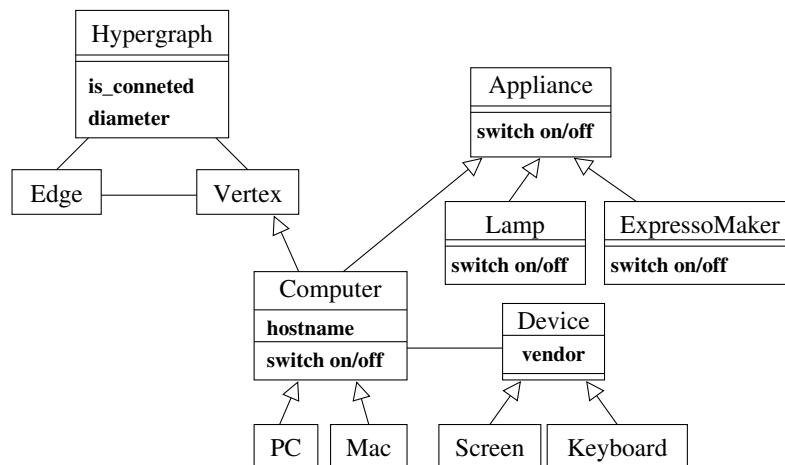 Hypergraph
is_conneted
diameter
Appliance
switch on/off
Edge
Vertex
Lamp
switch on/off
ExpressoMaker
switch on/off
Computer
hostname
switch on/off
Device
vendor
PC
Mac
Screen
Keyboard